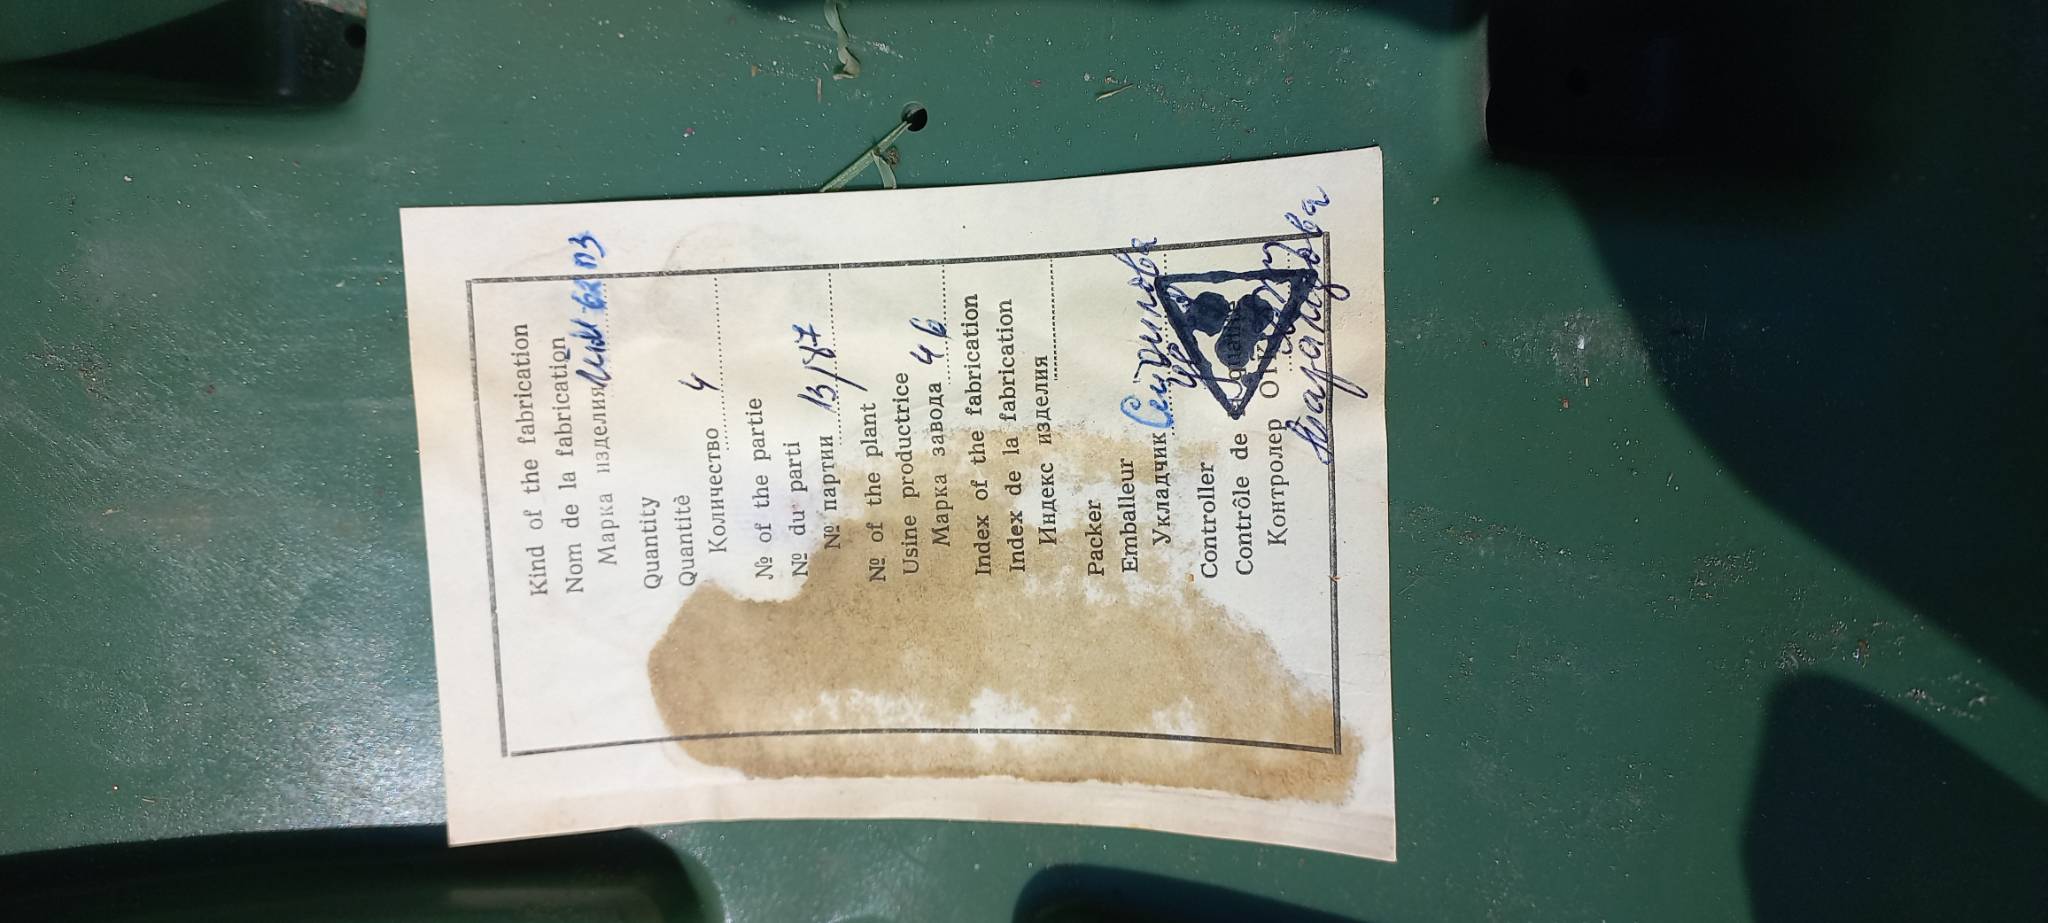 Kind of the fabrication
Nom de la fabrication
Марка изделия
Quantity
Quantitè
Количество 4
№ of the partie
№ du parti
№ партии 13/87
№ of the plant
Usine productrice
Марка завода 46
Index of the fabrication
Index de la fabrication
Индекс изделия
Packer
Emballeur
Укладчик
Controller
Contrôle de
Контролер ОТК